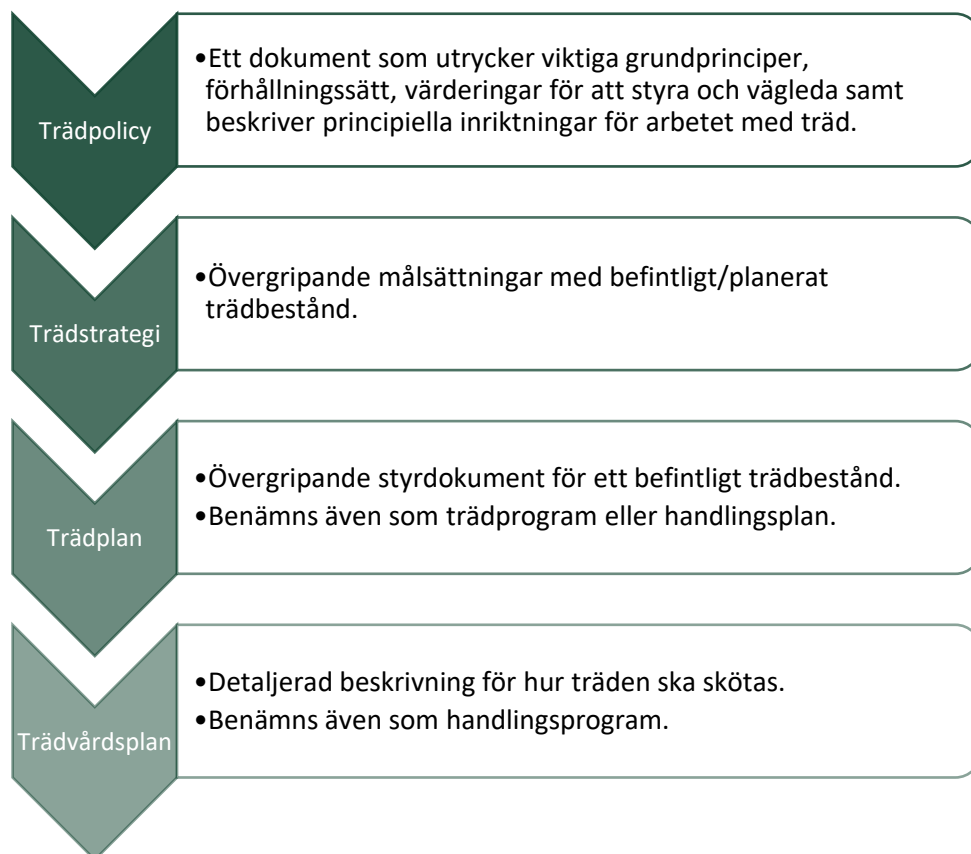 Trädpolicy
•Ett dokument som utrycker viktiga grundprinciper,
förhållningssätt, värderingar för att styra och vägleda samt
beskriver principiella inriktningar för arbetet med träd.
Trädstrategi
•Övergripande målsättningar med befintligt/planerat
trädbestånd.
Trädplan
•Övergripande styrdokument för ett befintligt trädbestånd.
•Benämns även som trädprogram eller handlingsplan.
Trädvårdsplan
•Detaljerad beskrivning för hur träden ska skötas.
•Benämns även som handlingsprogram.